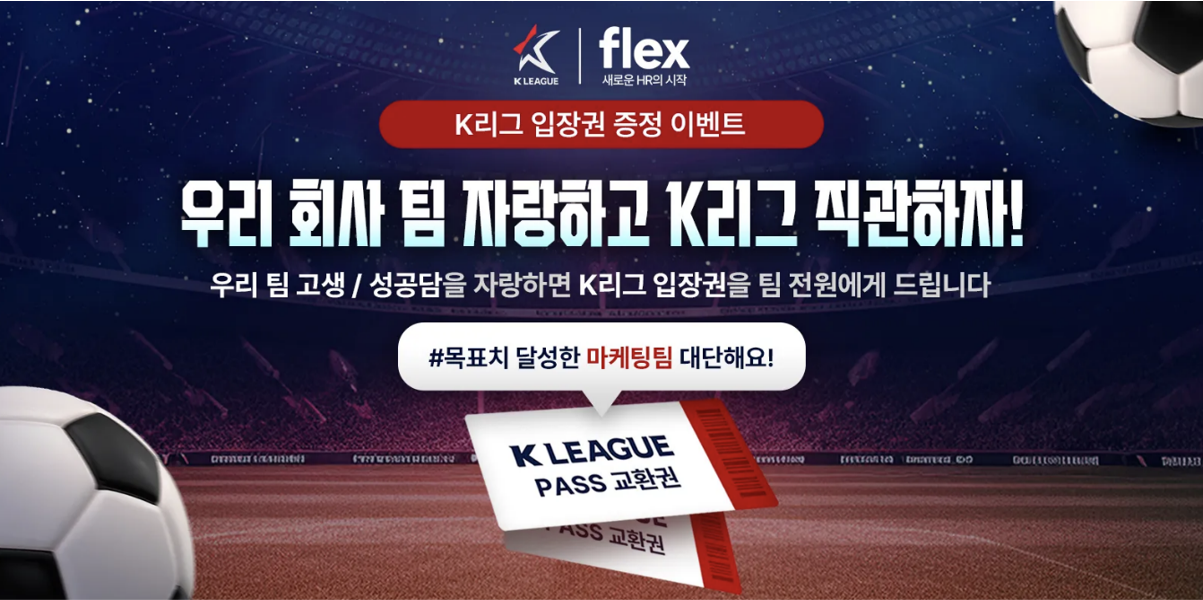 K LEAGUE
flex
새로운 HR의 시작
K리그 입장권 증정 이벤트
우리 회사 팀 자랑하고 K리그 직관하자!
우리 팀 고생 / 성공담을 자랑하면 K리그 입장권을 팀 전원에게 드립니다
#목표치 달성한 마케팅팀 대단해요!
K LEAGUE
PASS 교환권
PASS 교환권